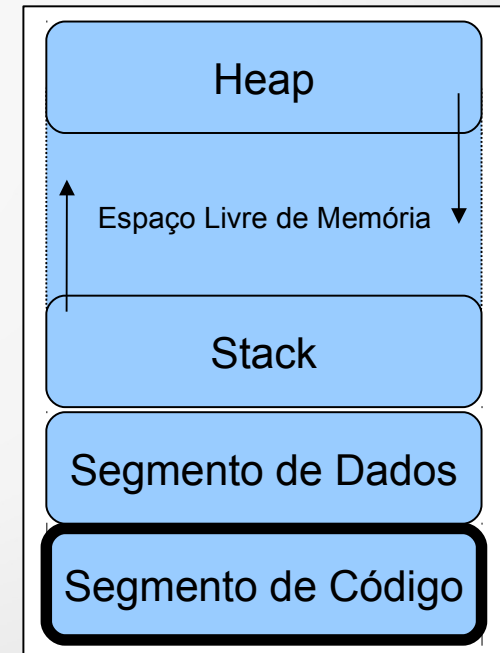 Heap
Espaço Livre de Memória
Stack
Segmento de Dados
Segmento de Código